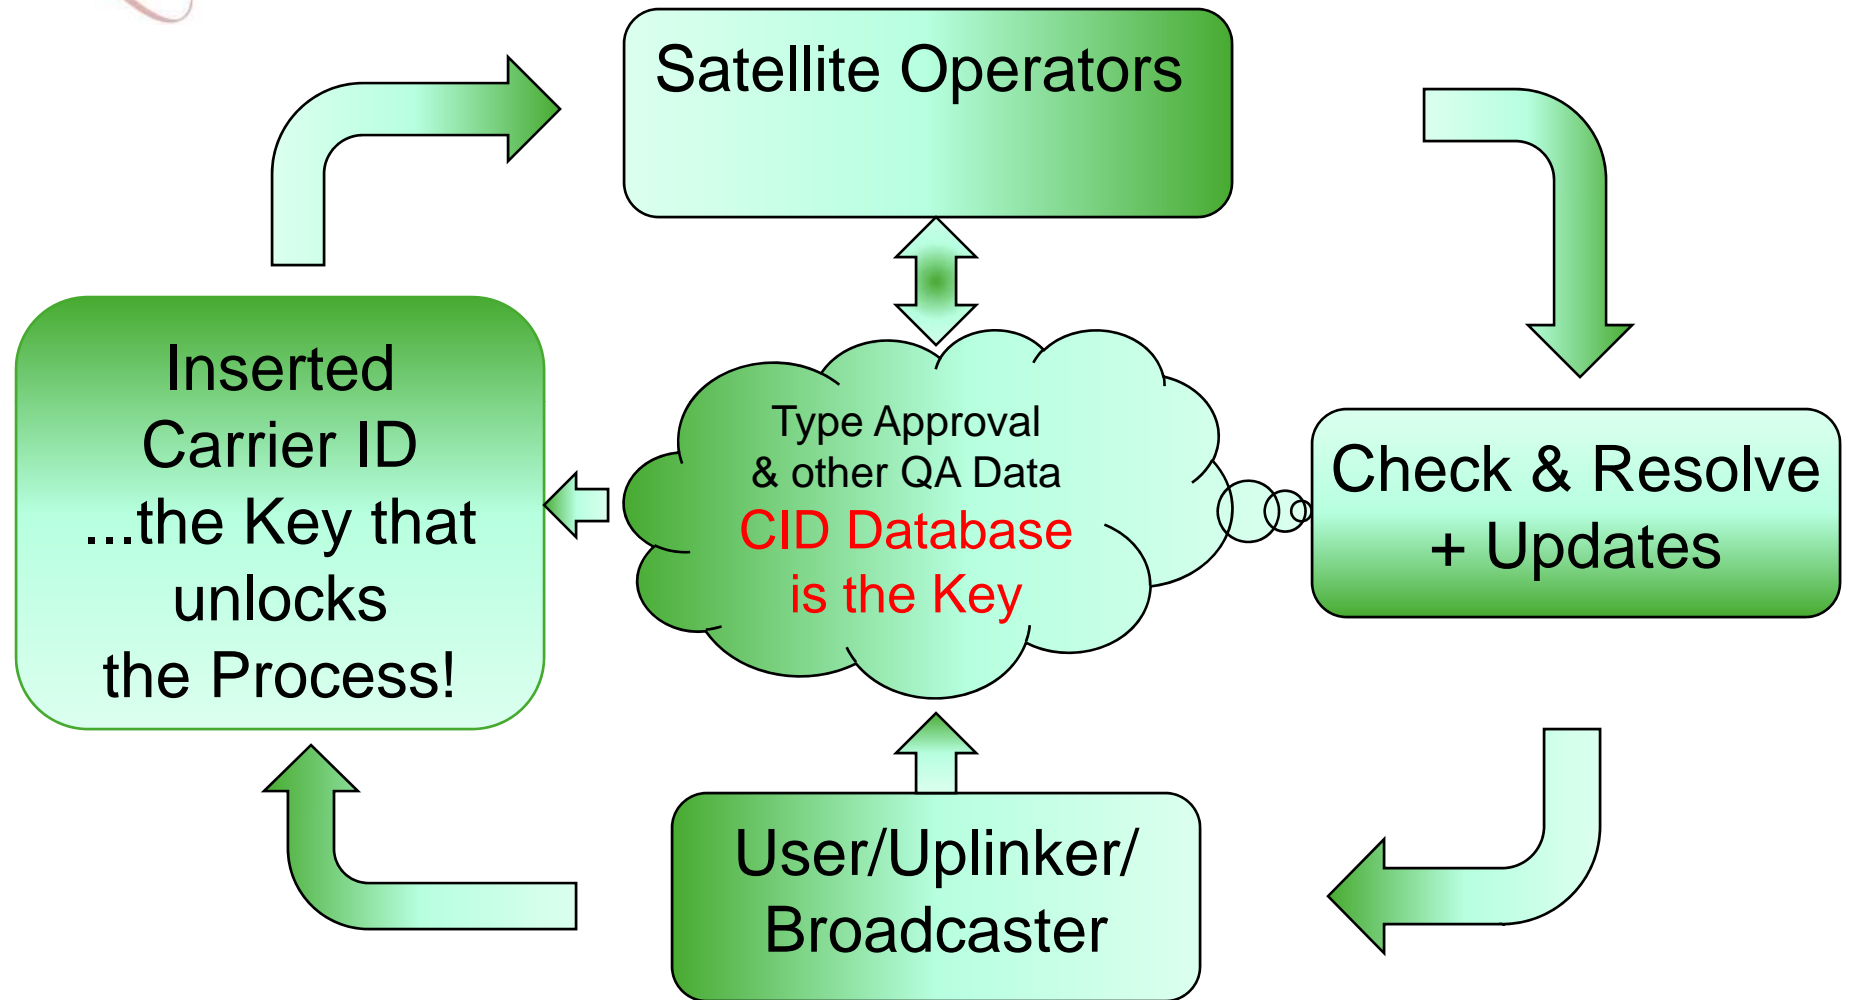 Satellite Operators
Inserted
Carrier ID
...the Key that
unlocks
the Process!
Type Approval
& other QA Data
CID Database
is the Key
Check & Resolve
+ Updates
User/Uplinker/
Broadcaster